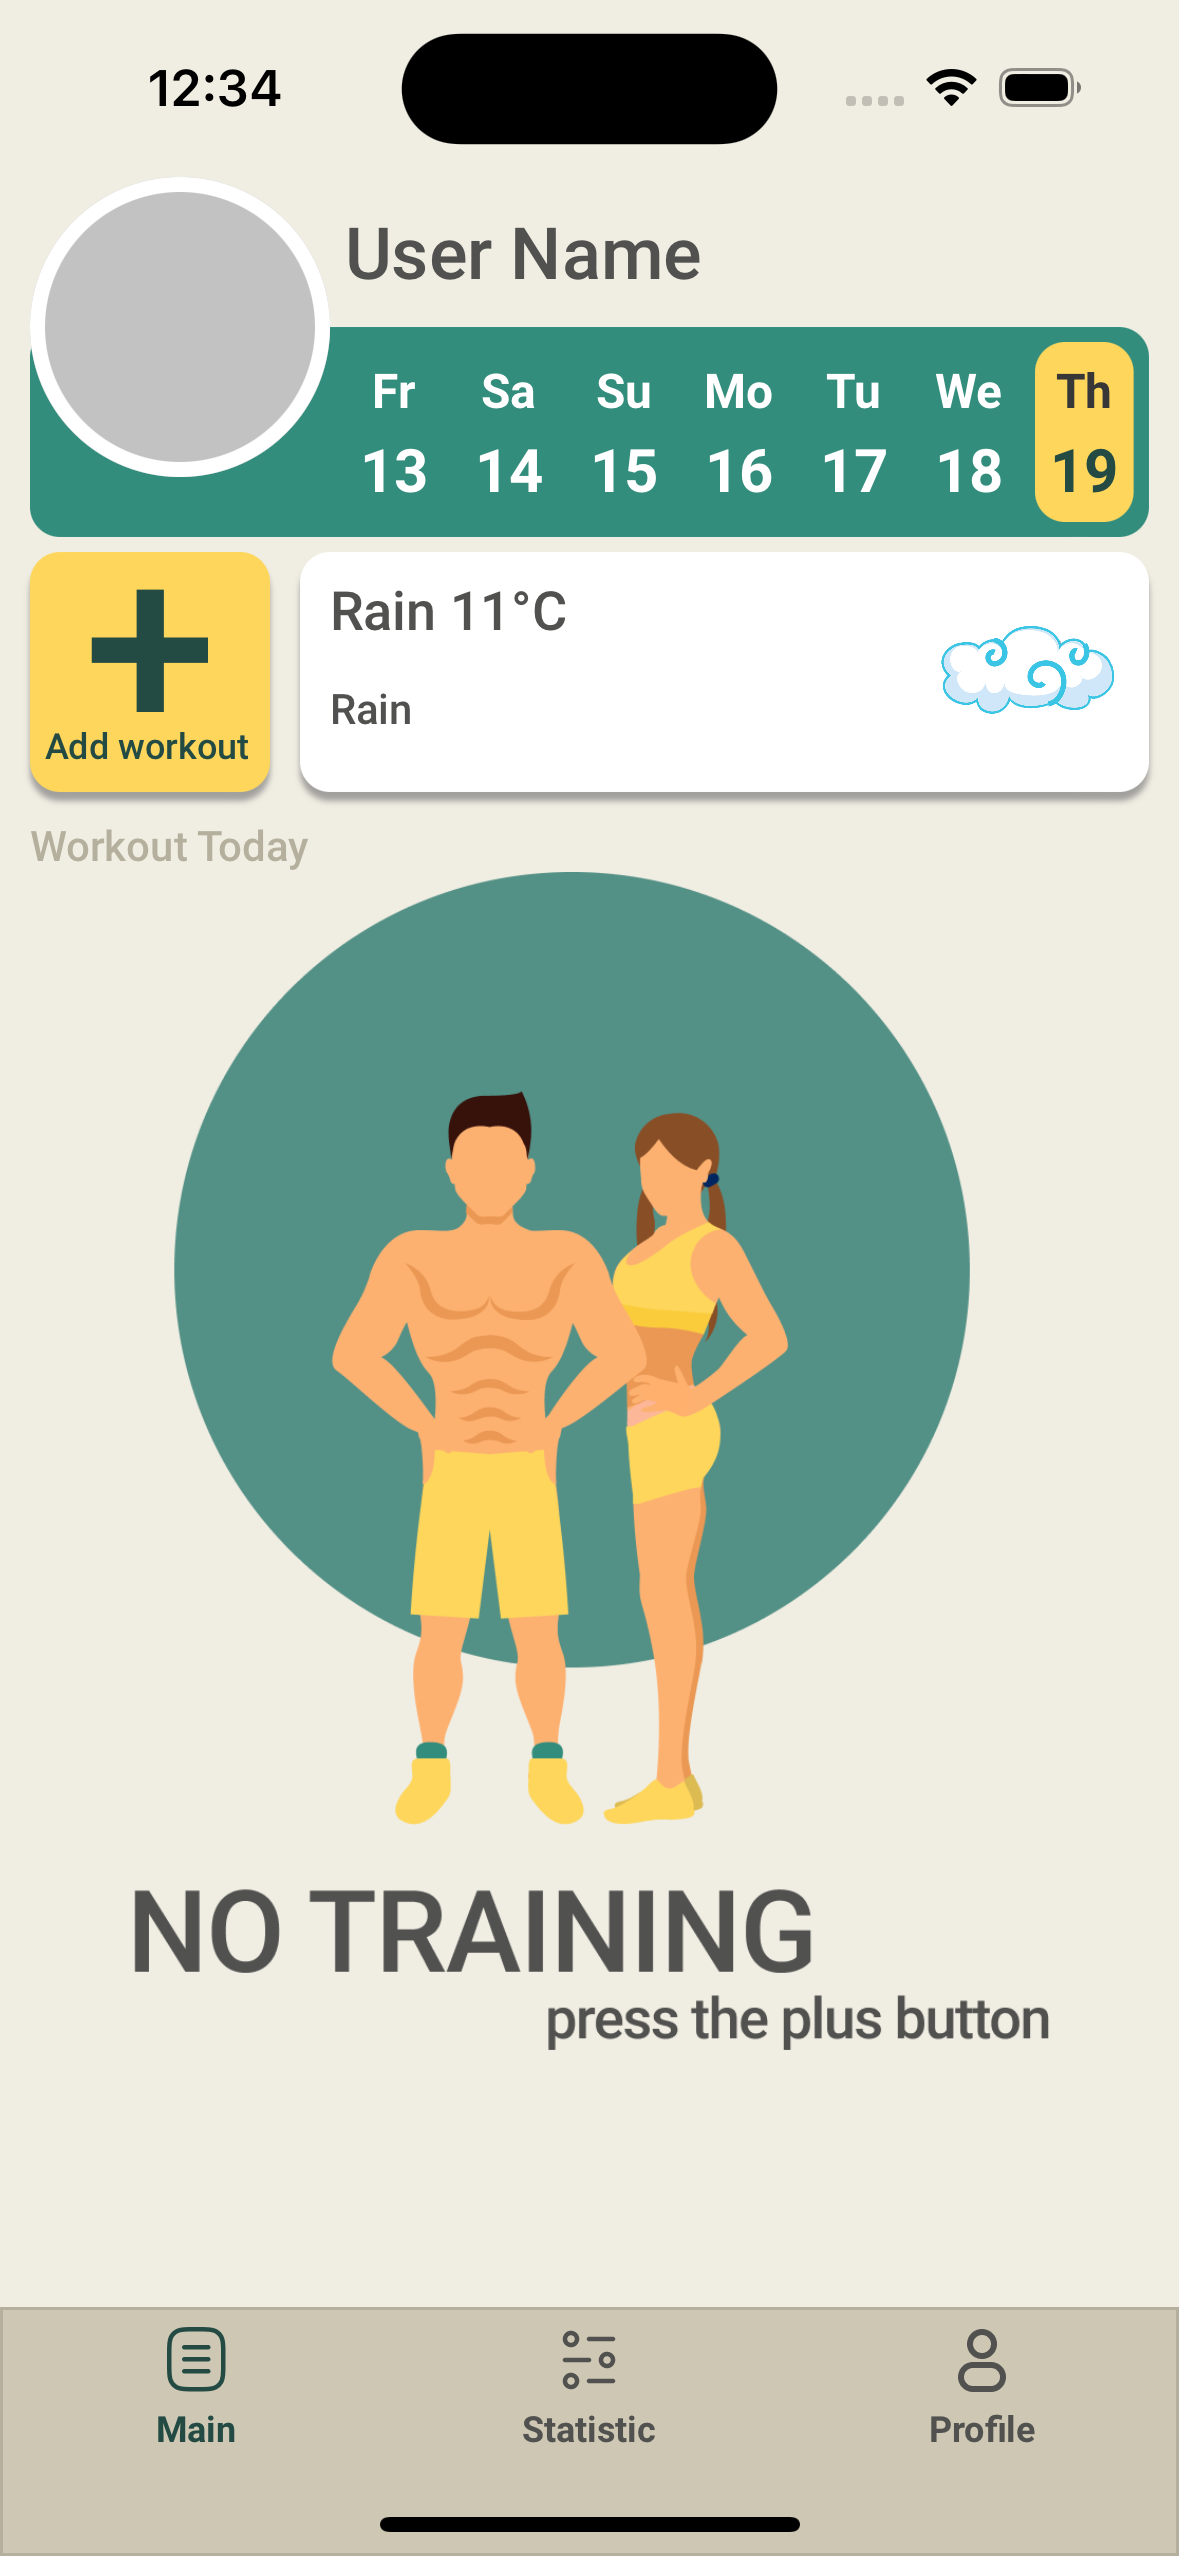 12:34
User Name
Fr Sa Su Mo Tu We Th
13 14 15 16 17 18 19
Add workout
Rain 11°C
Rain
Workout Today
NO TRAINING
press the plus button
Main Statistic Profile